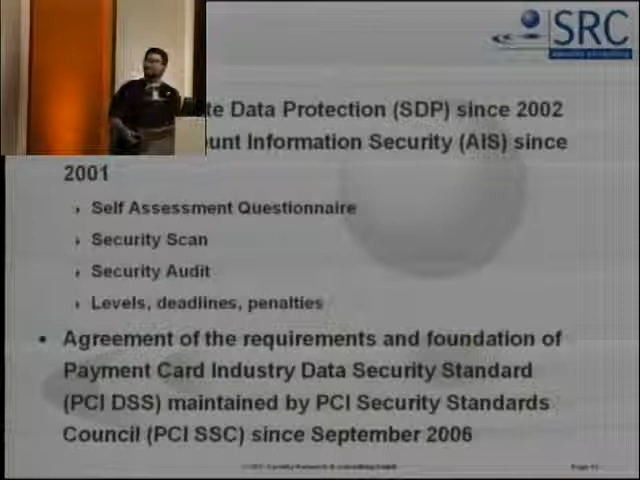 SRC
te Data Protection (SDP) since 2002
unt Information Security (AIS) since
2001
Self Assessment Questionnaire
Security Scan
Security Audit
Levels, deadlines, penalties
• Agreement of the requirements and foundation of
Payment Card Industry Data Security Standard
(PCI DSS) maintained by PCI Security Standards
Council (PCI SSC) since September 2006